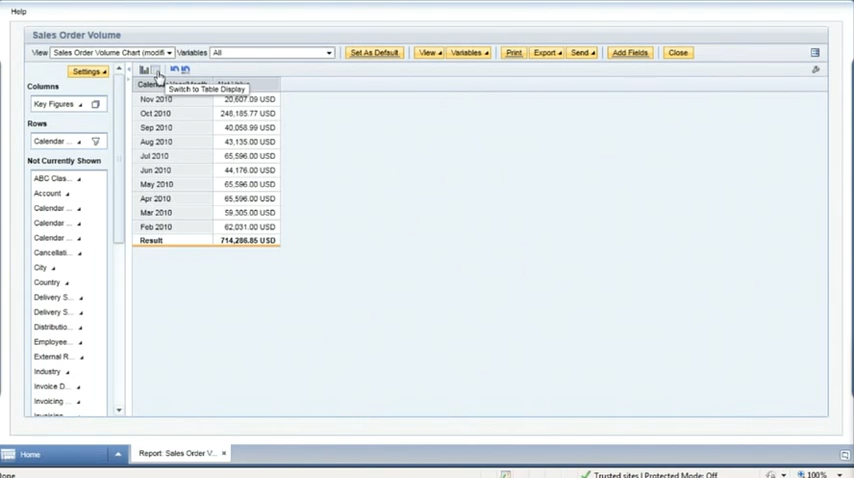 Help
Sales Order Volume
View Sales Order Volume Chart (modifi Variables All Set As Default View Variables Print Export Send Add Fields Close
Settings
Switch to Table Display
Columns
Key Figures
Rows
Calendar ...
Not Currently Shown
ABC Clas...
Account
Calendar ...
Calendar ...
Calendar ...
Cancellati...
City
Country
Delivery S...
Delivery S...
Distributio...
Employee...
External R...
Industry
Invoice D...
Invoicing ...
Invoicing
Nov 2010 20,607.09 USD
Oct 2010 248,185.77 USD
Sep 2010 40,058.99 USD
Aug 2010 43,135.00 USD
Jul 2010 65,596.00 USD
Jun 2010 44,176.00 USD
May 2010 65,596.00 USD
Apr 2010 65,596.00 USD
Mar 2010 59,305.00 USD
Feb 2010 62,031.00 USD
Result 714,286.85 USD
Home
Report: Sales Order V... ×
Done
Trusted sites | Protected Mode: Off
100%